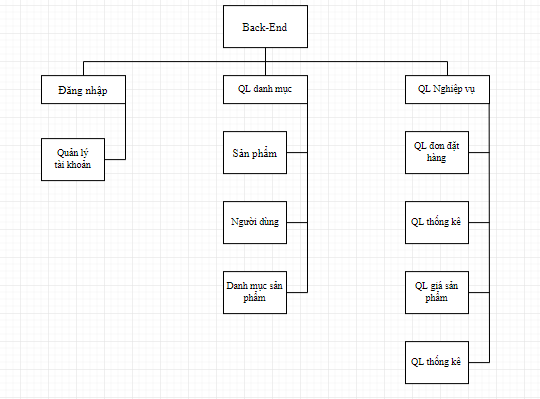 Back-End
Đăng nhập
QL danh mục
QL Nghiệp vụ
Quản lý
tài khoản
Sản phẩm
QL đơn đặt
hàng
Người dùng
QL thống kê
Danh mục sản
phẩm
QL giá sản
phẩm
QL thống kê